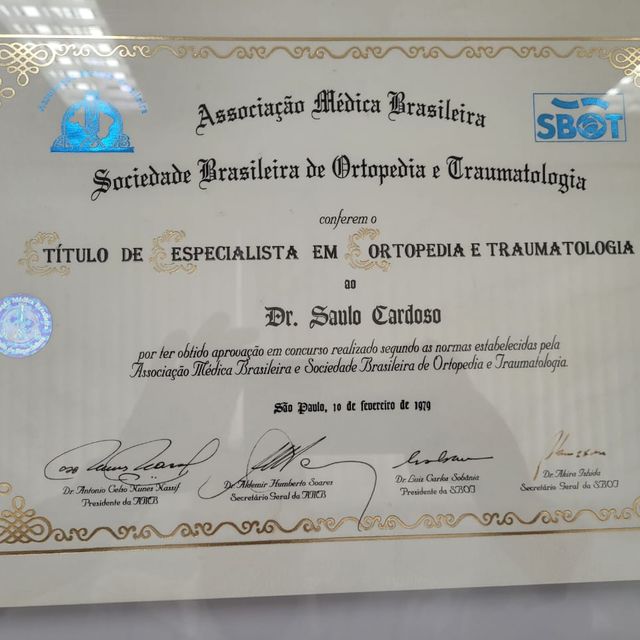 Associação Médica Brasileira
SBOT
Sociedade Brasileira de Ortopedia e Traumatologia
conferem o
TÍTULO DE ESPECIALISTA EM ORTOPEDIA E TRAUMATOLOGIA
ao
Dr. Saulo Cardoso
por ter obtido aprovação em concurso realizado segundo as normas estabelecidas pela
Associação Médica Brasileira e Sociedade Brasileira de Ortopedia e Traumatologia.
São Paulo, 10 de fevereiro de 1979
Dr. Antonio Celso Nunes Nassif
Presidente da AMB
Dr. Aldemir Humberto Soares
Secretário Geral da AMB
Dr. Luiz Carlos Sobânia
Presidente da SBOT
Dr. Akira Ishida
Secretário Geral da SBOT